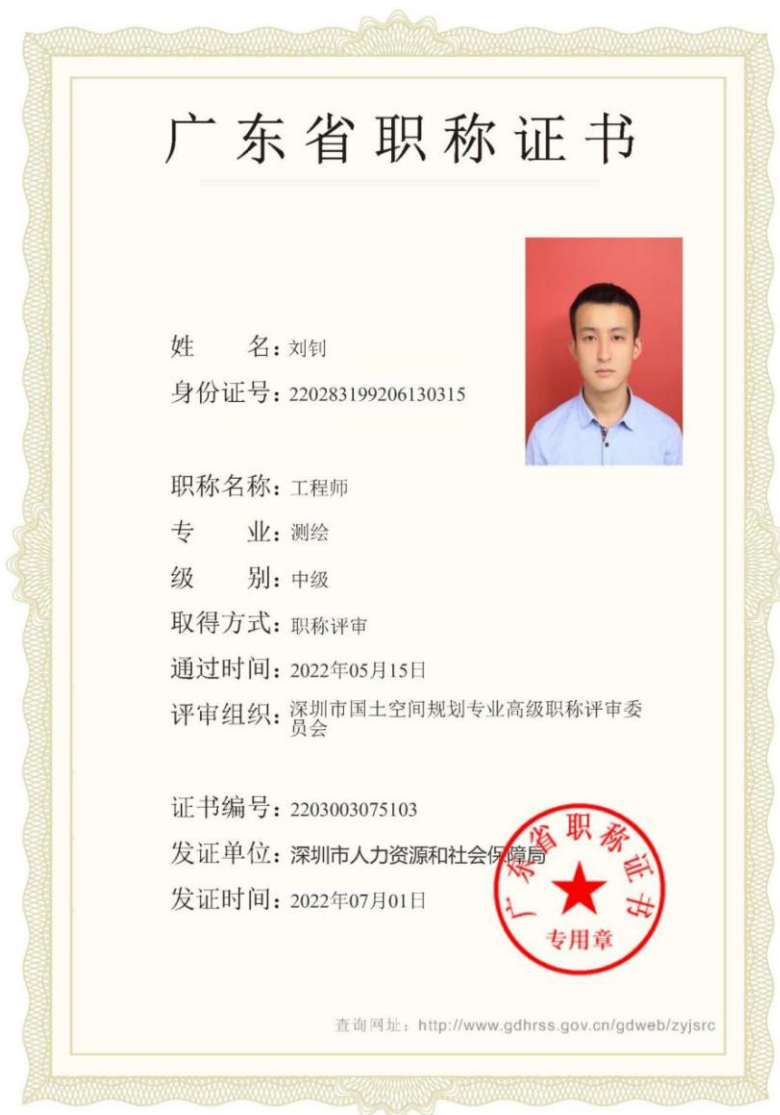 广东省职称证书
姓 名：刘钊
身份证号：220283199206130315
职称名称：工程师
专 业：测绘
级 别：中级
取得方式：职称评审
通过时间：2022年05月15日
评审组织：深圳市国土空间规划专业高级职称评审委
员会
证书编号：2203003075103
发证单位：深圳市人力资源和社会保障局
发证时间：2022年07月01日
广东省职称证书
专用章
查询网址：http://www.gdhrss.gov.cn/gdweb/zyjsrc